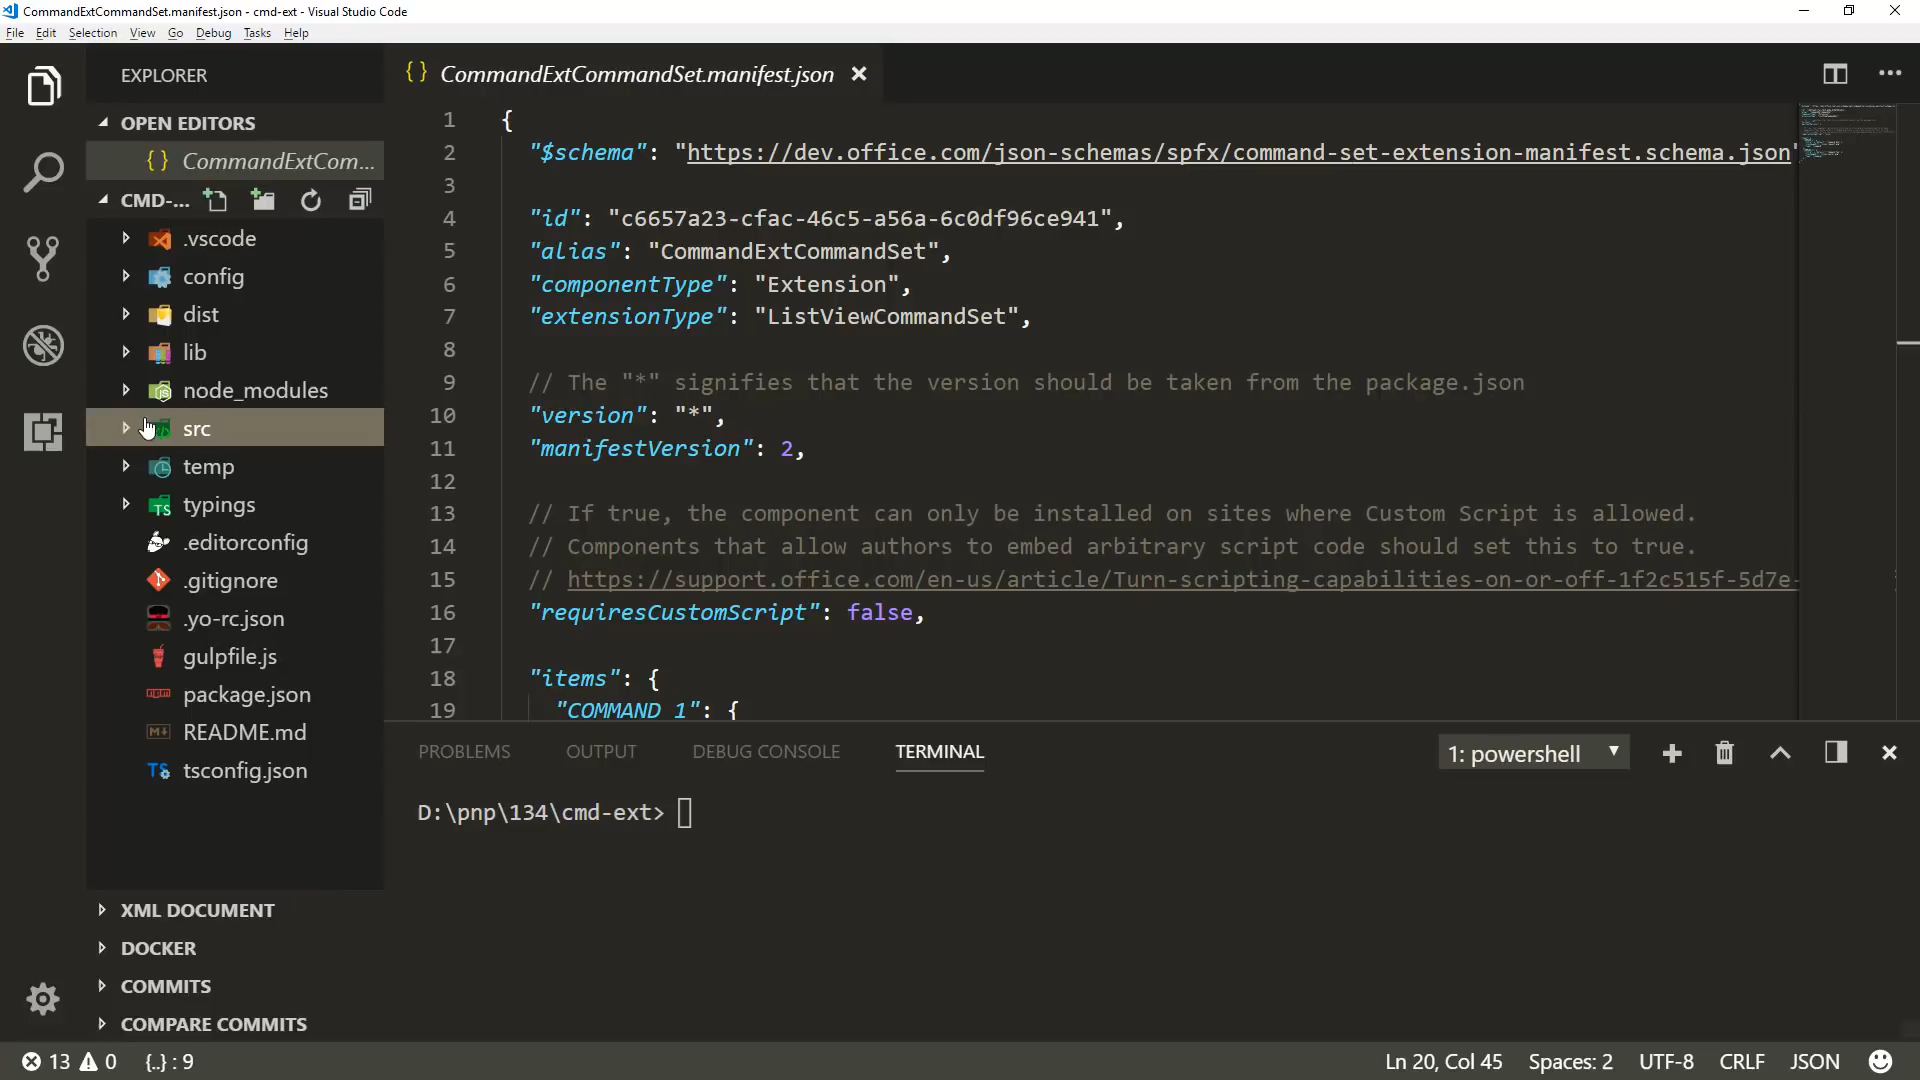 CommandExtCommandSet.manifest.json - cmd-ext - Visual Studio Code
File Edit Selection View Go Debug Tasks Help
EXPLORER
OPEN EDITORS
{} CommandExtCom...
CMD-...
.vscode
config
dist
lib
node_modules
src
temp
typings
.editorconfig
.gitignore
.yo-rc.json
gulpfile.js
package.json
README.md
tsconfig.json
XML DOCUMENT
DOCKER
COMMITS
COMPARE COMMITS
{} CommandExtCommandSet.manifest.json
1 {
2 "$schema": "https://dev.office.com/json-schemas/spfx/command-set-extension-manifest.schema.json"
3
4 "id": "c6657a23-cfac-46c5-a56a-6c0df96ce941",
5 "alias": "CommandExtCommandSet",
6 "componentType": "Extension",
7 "extensionType": "ListViewCommandSet",
8
9 // The "*" signifies that the version should be taken from the package.json
10 "version": "*",
11 "manifestVersion": 2,
12
13 // If true, the component can only be installed on sites where Custom Script is allowed.
14 // Components that allow authors to embed arbitrary script code should set this to true.
15 // https://support.office.com/en-us/article/Turn-scripting-capabilities-on-or-off-1f2c515f-5d7e-
16 "requiresCustomScript": false,
17
18 "items": {
19 "COMMAND_1": {
PROBLEMS OUTPUT DEBUG CONSOLE TERMINAL 1: powershell
D:\pnp\134\cmd-ext>
13 0 {..} : 9 Ln 20, Col 45 Spaces: 2 UTF-8 CRLF JSON